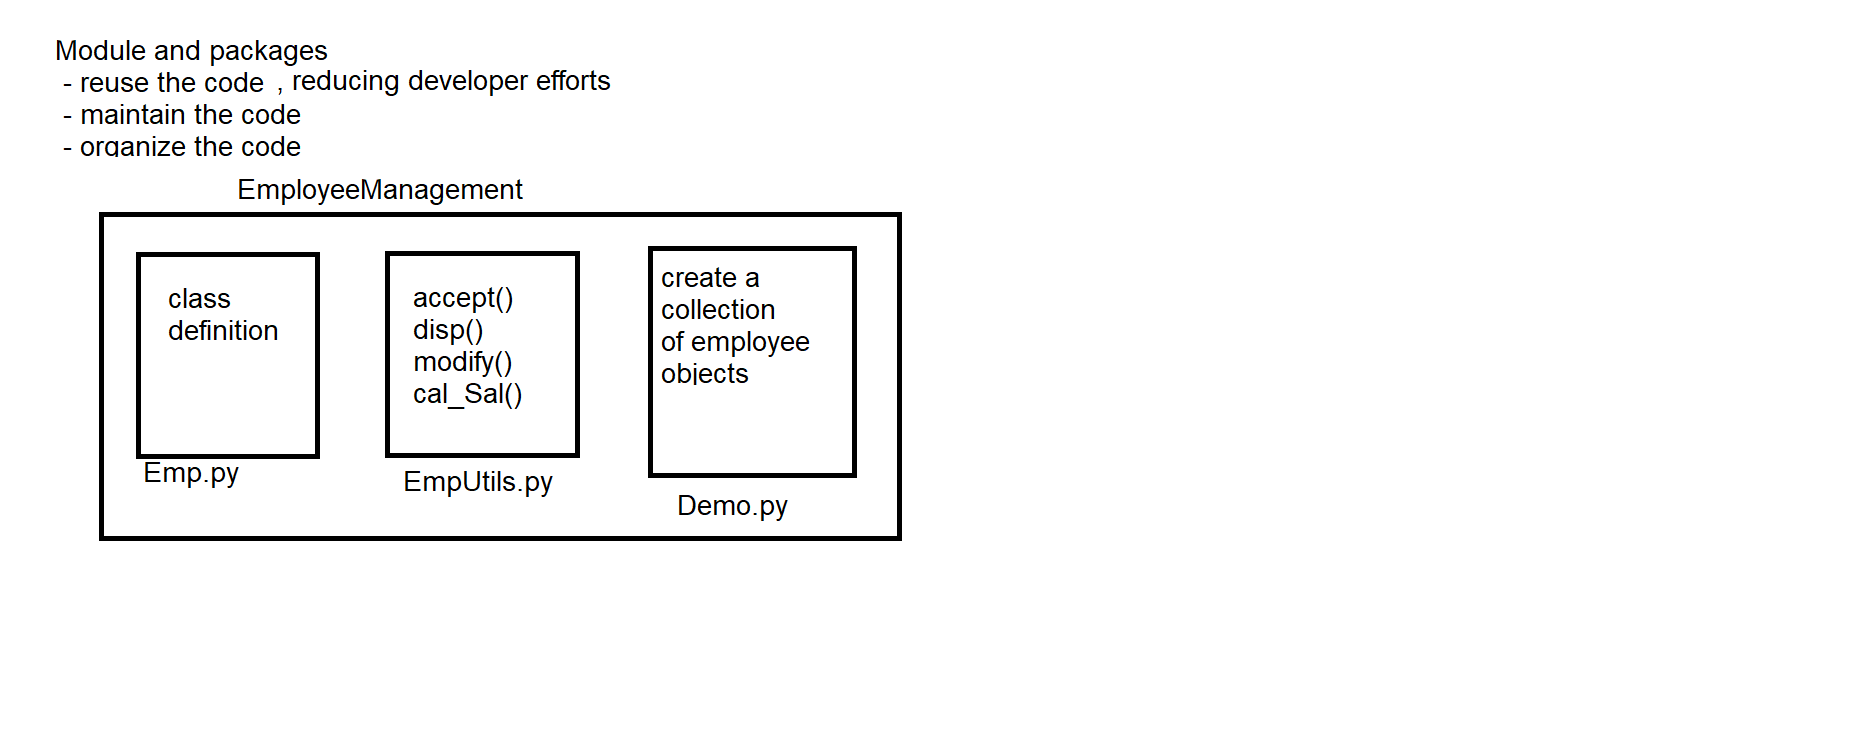 Module and packages
- reuse the code , reducing developer efforts
- maintain the code
- organize the code
EmployeeManagement
class
definition
Emp.py
accept()
disp()
modify()
cal_Sal()
EmpUtils.py
create a
collection
of employee
objects
Demo.py